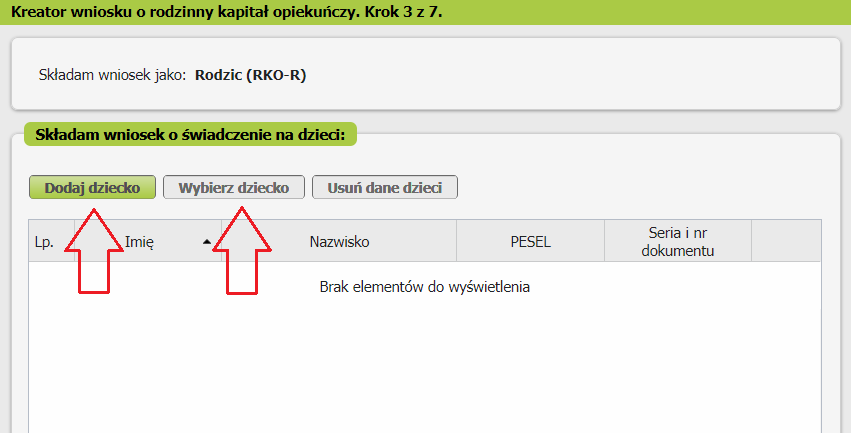 Kreator wniosku o rodzinny kapitał opiekuńczy. Krok 3 z 7.
Składam wniosek jako: Rodzic (RKO-R)
Składam wniosek o świadczenie na dzieci:
Dodaj dziecko Wybierz dziecko Usuń dane dzieci
Lp. Imię Nazwisko PESEL Seria i nr
dokumentu
Brak elementów do wyświetlenia